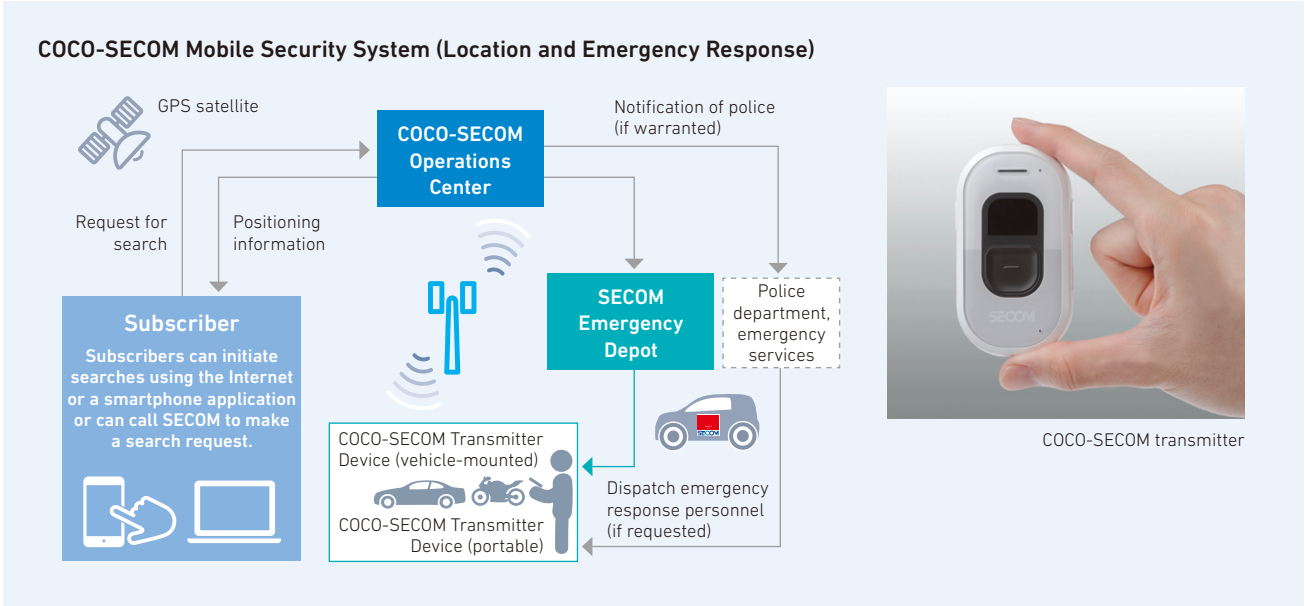 COCO-SECOM Mobile Security System (Location and Emergency Response)
GPS satellite
COCO-SECOM
Operations
Center
Notification of police
(if warranted)
Request for
search
Positioning
information
Subscriber
Subscribers can initiate
searches using the Internet
or a smartphone application
or can call SECOM to make
a search request.
SECOM
Emergency
Depot
Police
department,
emergency
services
SECOM
COCO-SECOM Transmitter
Device (vehicle-mounted)
COCO-SECOM Transmitter
Device (portable)
Dispatch emergency
response personnel
(if requested)
SECOM
COCO-SECOM transmitter